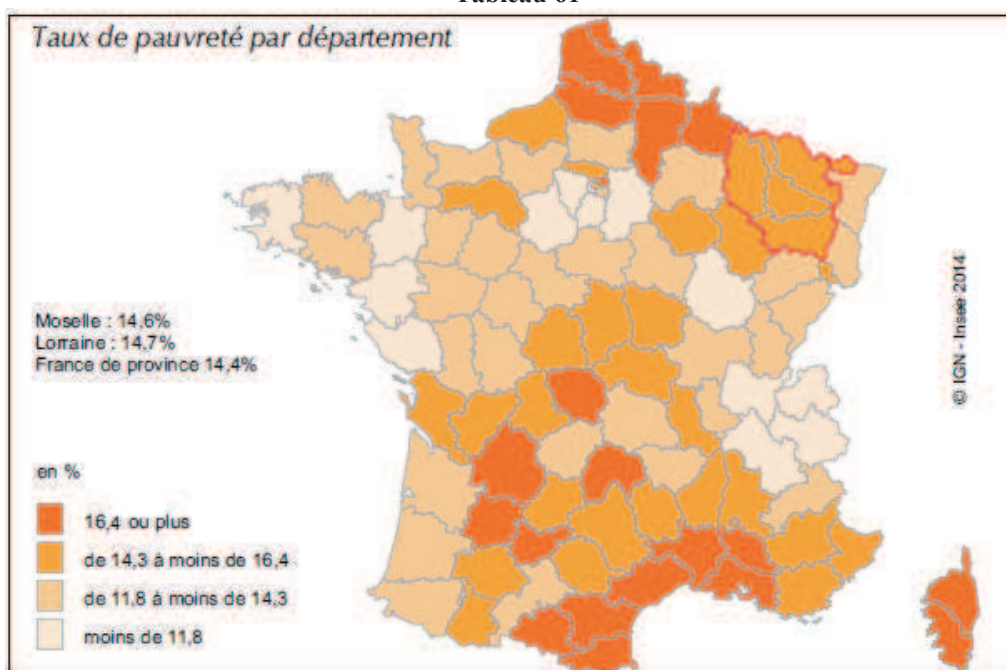 Tableau 61
Taux de pauvreté par département
Moselle : 14,6%
Lorraine : 14,7%
France de province 14,4%
en %
16,4 ou plus
de 14,3 à moins de 16,4
de 11,8 à moins de 14,3
moins de 11,8
© IGN - Insee 2014